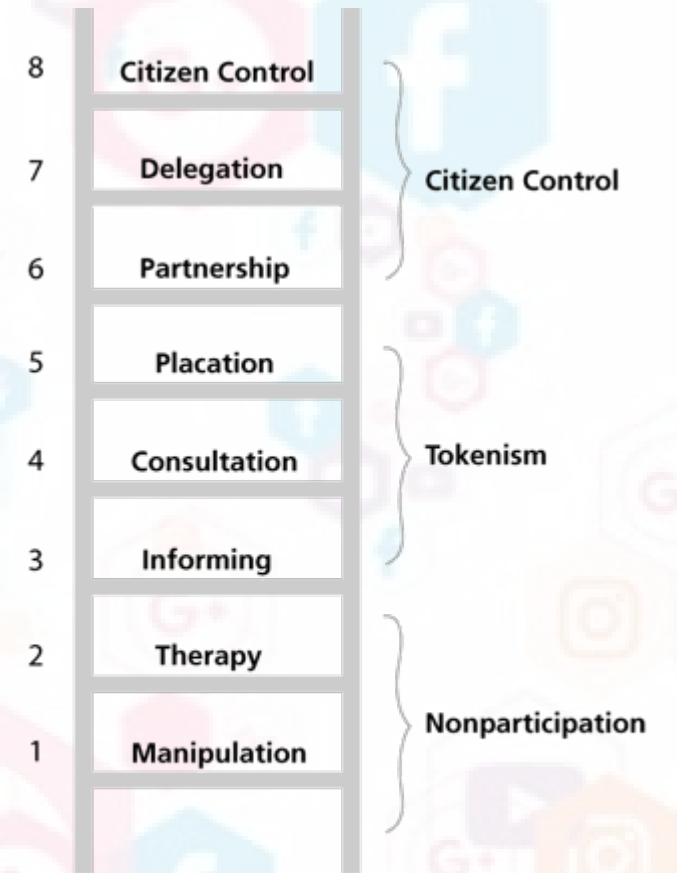 8 Citizen Control
7 Delegation
Citizen Control
6 Partnership
5 Placation
4 Consultation
Tokenism
3 Informing
2 Therapy
Nonparticipation
1 Manipulation